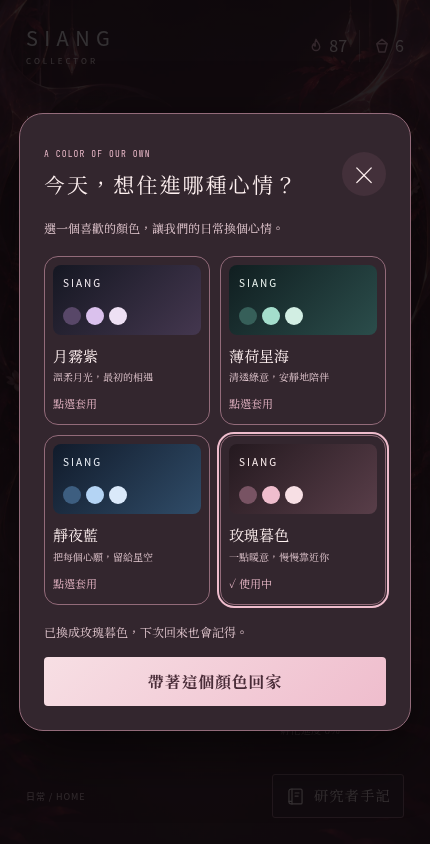 SIANG
COLLECTOR
87
6
A COLOR OF OUR OWN
今天，想住進哪種心情？
選一個喜歡的顏色，讓我們的日常換個心情。
SIANG
月霧紫
溫柔月光，最初的相遇
點選套用
SIANG
薄荷星海
清透綠意，安靜地陪伴
點選套用
SIANG
靜夜藍
把每個心願，留給星空
點選套用
SIANG
玫瑰暮色
一點暖意，慢慢靠近你
✓ 使用中
已換成玫瑰暮色，下次回來也會記得。
帶著這個顏色回家
日常 / HOME
研究者手記